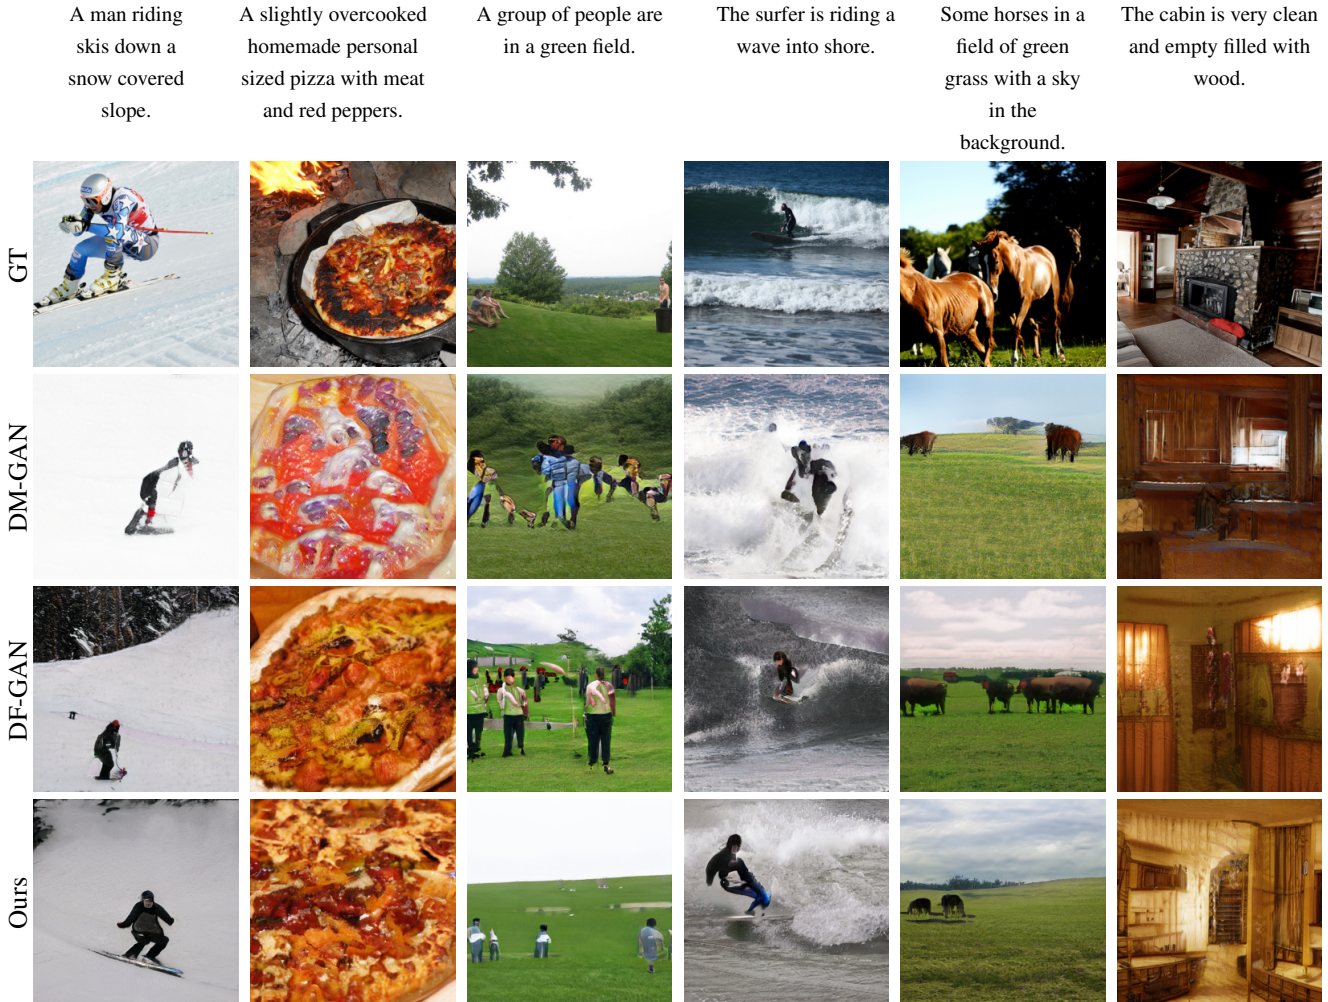 A man riding
skis down a
snow covered
slope.
A slightly overcooked
homemade personal
sized pizza with meat
and red peppers.
A group of people are
in a green field.
The surfer is riding a
wave into shore.
Some horses in a
field of green
grass with a sky
in the
background.
The cabin is very clean
and empty filled with
wood.
GT
DM-GAN
DF-GAN
Ours